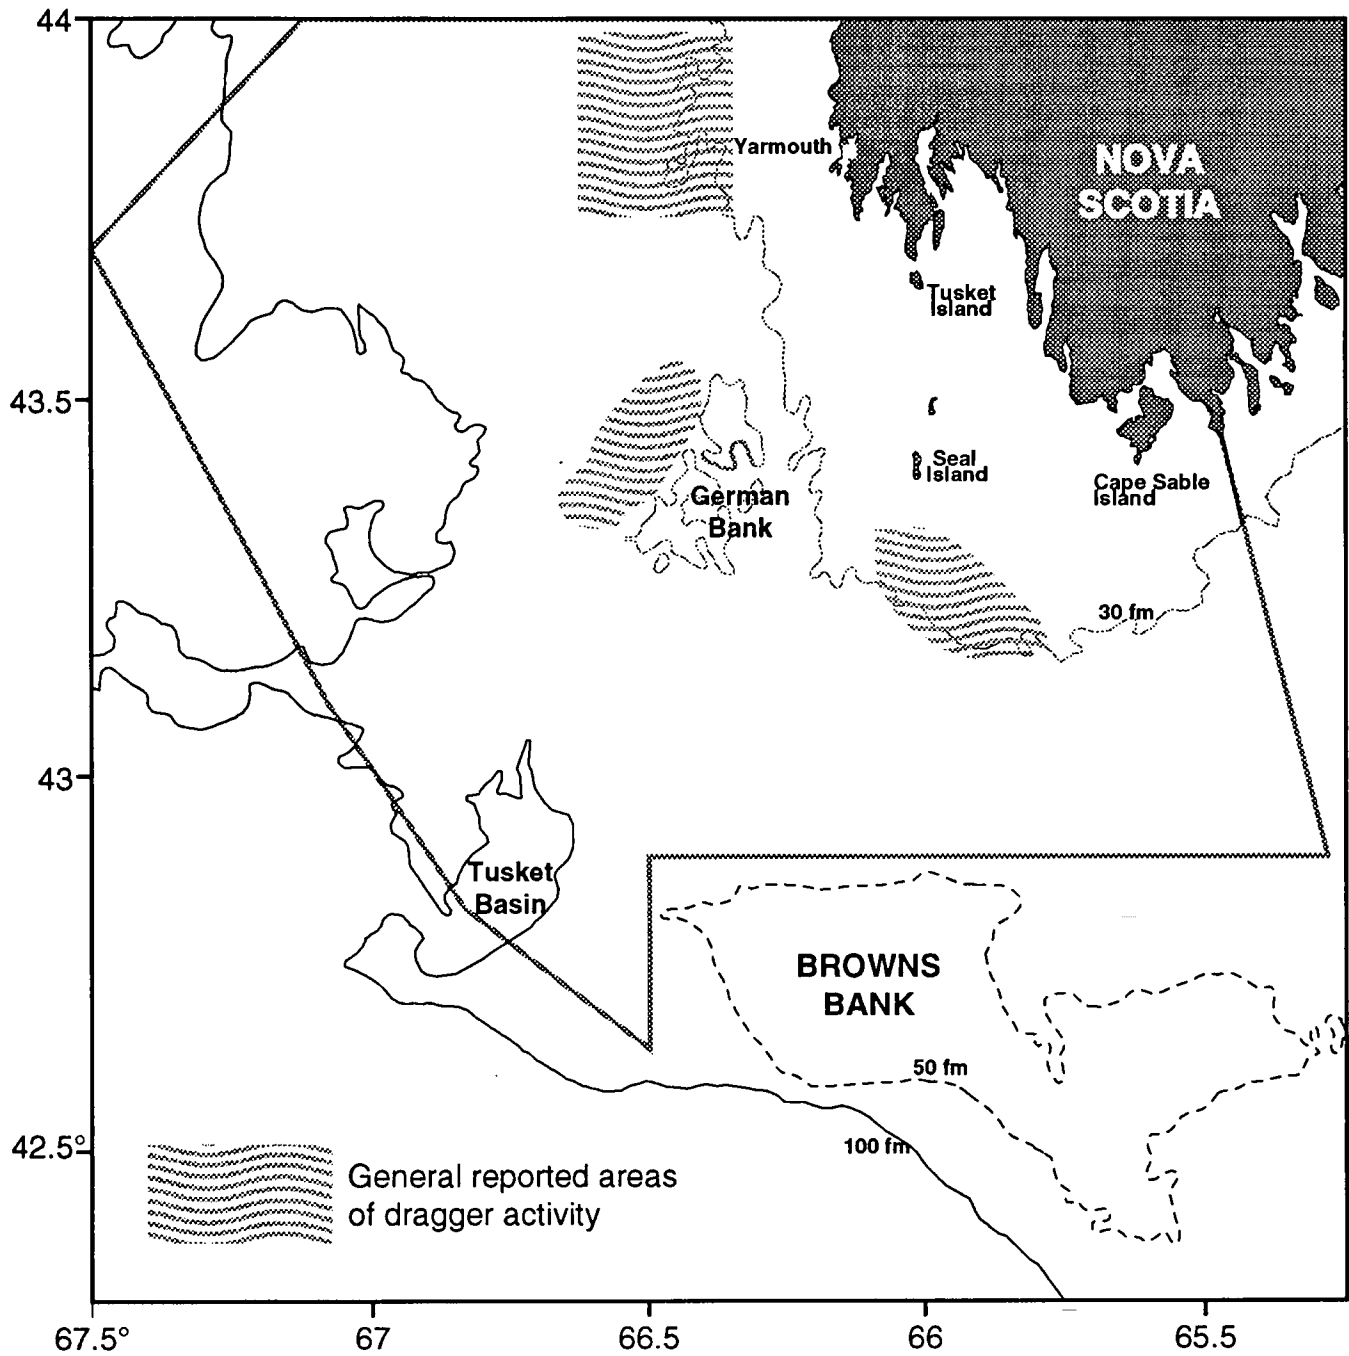 44
Yarmouth
NOVA
SCOTIA
Tusket
Island
43.5
Seal
Island
Cape Sable
Island
German
Bank
30 fm
43
Tusket
Basin
BROWNS
BANK
50 fm
100 fm
42.5°
General reported areas
of dragger activity
67.5°
67
66.5
66
65.5